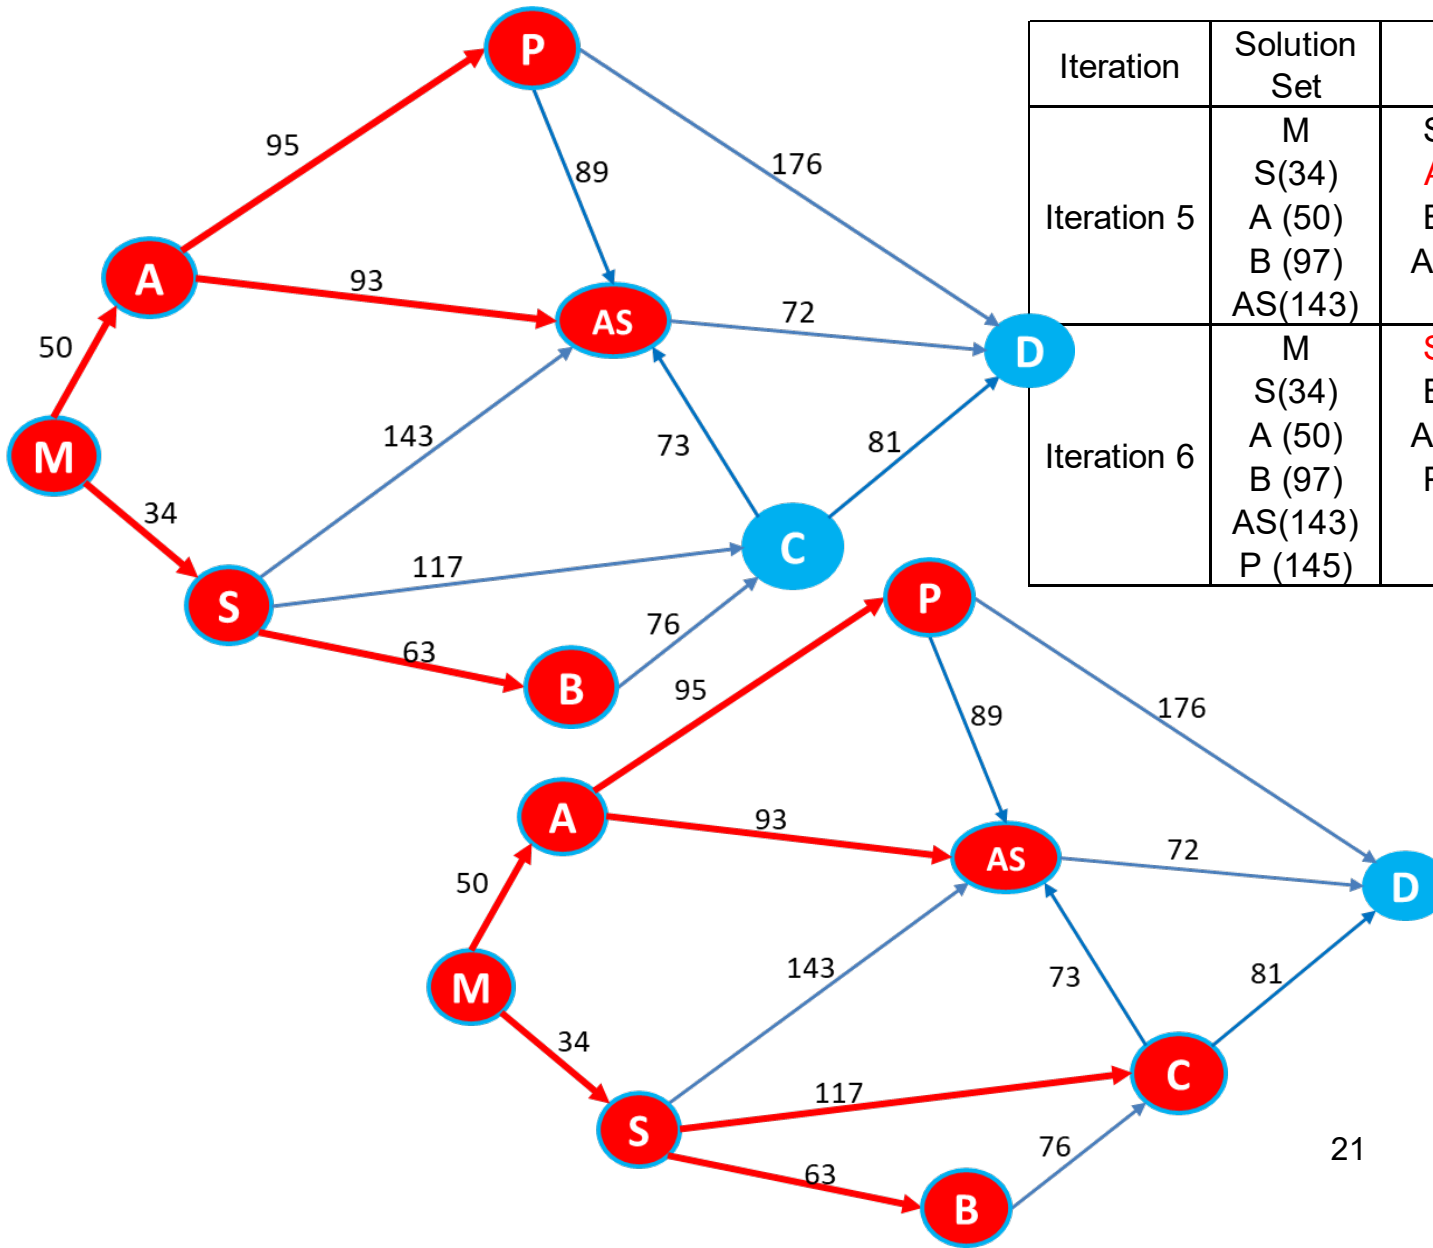 P
95
89
176
A
93
AS
72
D
50
143
73
81
M
34
C
117
S
63
76
B
Iteration
Solution
Set
Iteration 5
M
S(34)
A (50)
B (97)
AS(143)
Iteration 6
M
S(34)
A (50)
B (97)
AS(143)
P (145)
P
95
89
176
A
93
AS
72
D
50
143
73
81
M
34
C
117
S
63
76
B
21